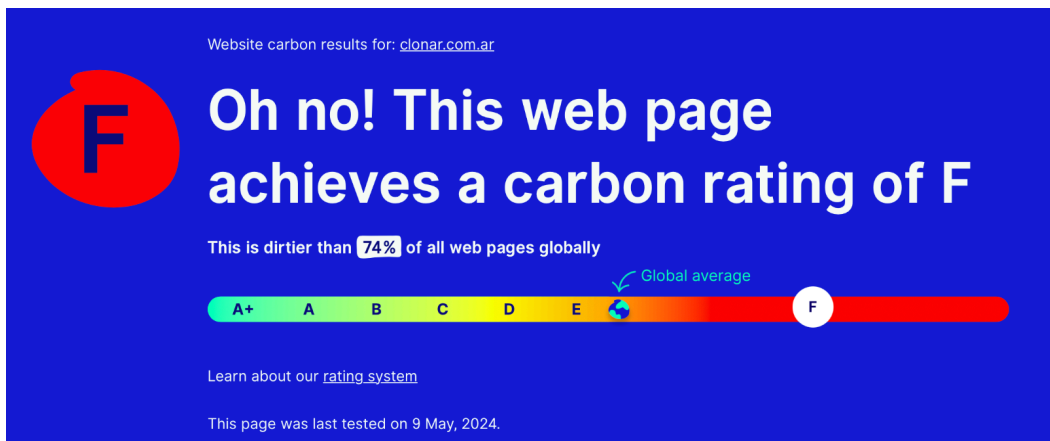 Website carbon results for: clonar.com.ar
F
Oh no! This web page
achieves a carbon rating of F
This is dirtier than 74% of all web pages globally
Global average
A+ A B C D E F
Learn about our rating system
This page was last tested on 9 May, 2024.